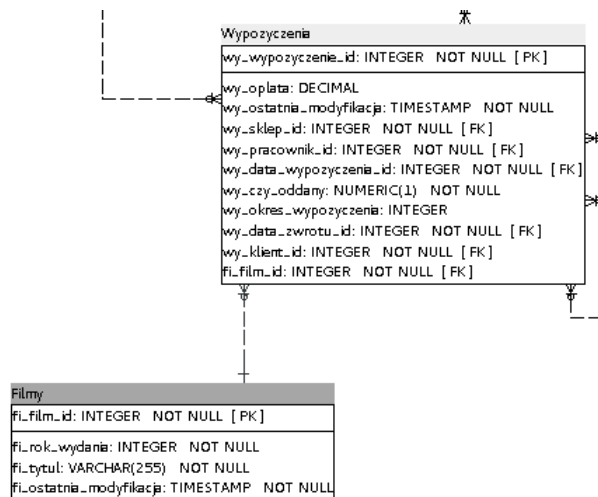 Wypozyczenia
wy_wypozyczenie_id: INTEGER NOT NULL [ PK ]
wy_oplata: DECIMAL
wy_ostatnia_modyfikacja: TIMESTAMP NOT NULL
wy_sklep_id: INTEGER NOT NULL [ FK ]
wy_pracownik_id: INTEGER NOT NULL [ FK ]
wy_data_wypozyczenia_id: INTEGER NOT NULL [ FK ]
wy_czy_oddany: NUMERIC(1) NOT NULL
wy_okres_wypozyczenia: INTEGER
wy_data_zwrotu_id: INTEGER NOT NULL [ FK ]
wy_klient_id: INTEGER NOT NULL [ FK ]
fi_film_id: INTEGER NOT NULL [ FK ]
Filmy
fi_film_id: INTEGER NOT NULL [ PK ]
fi_rok_wydania: INTEGER NOT NULL
fi_tytul: VARCHAR(255) NOT NULL
fi_ostatnia_modyfikacja: TIMESTAMP NOT NULL